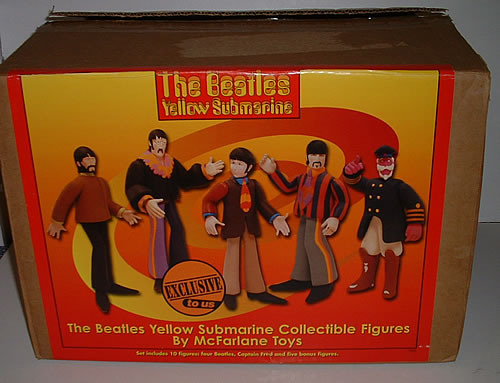 The Beatles
Yellow Submarine
EXCLUSIVE
to us
The Beatles Yellow Submarine Collectible Figures
By McFarlane Toys
Set includes 10 figures: four Beatles, Captain Fred and five bonus figures.